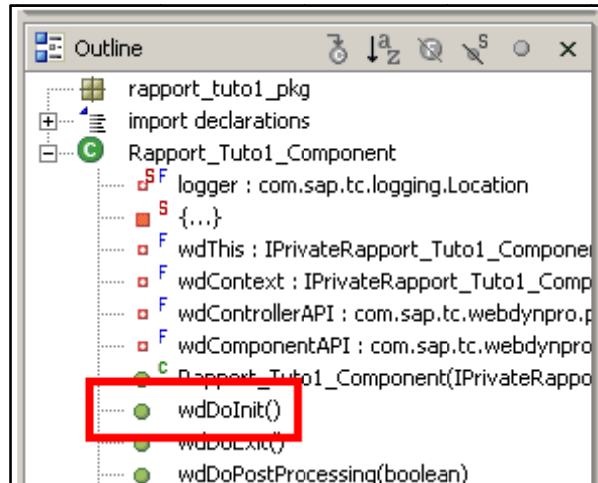 Outline
rapport_tuto1_pkg
import declarations
Rapport_Tuto1_Component
logger : com.sap.tc.logging.Location
{...}
wdThis : IPrivateRapport_Tuto1_Compone
wdContext : IPrivateRapport_Tuto1_Comp
wdControllerAPI : com.sap.tc.webdynpro.p
wdComponentAPI : com.sap.tc.webdynpro
Rapport_Tuto1_Component(IPrivateRappo
wdDoInit()
wdDoExit()
wdDoPostProcessing(boolean)